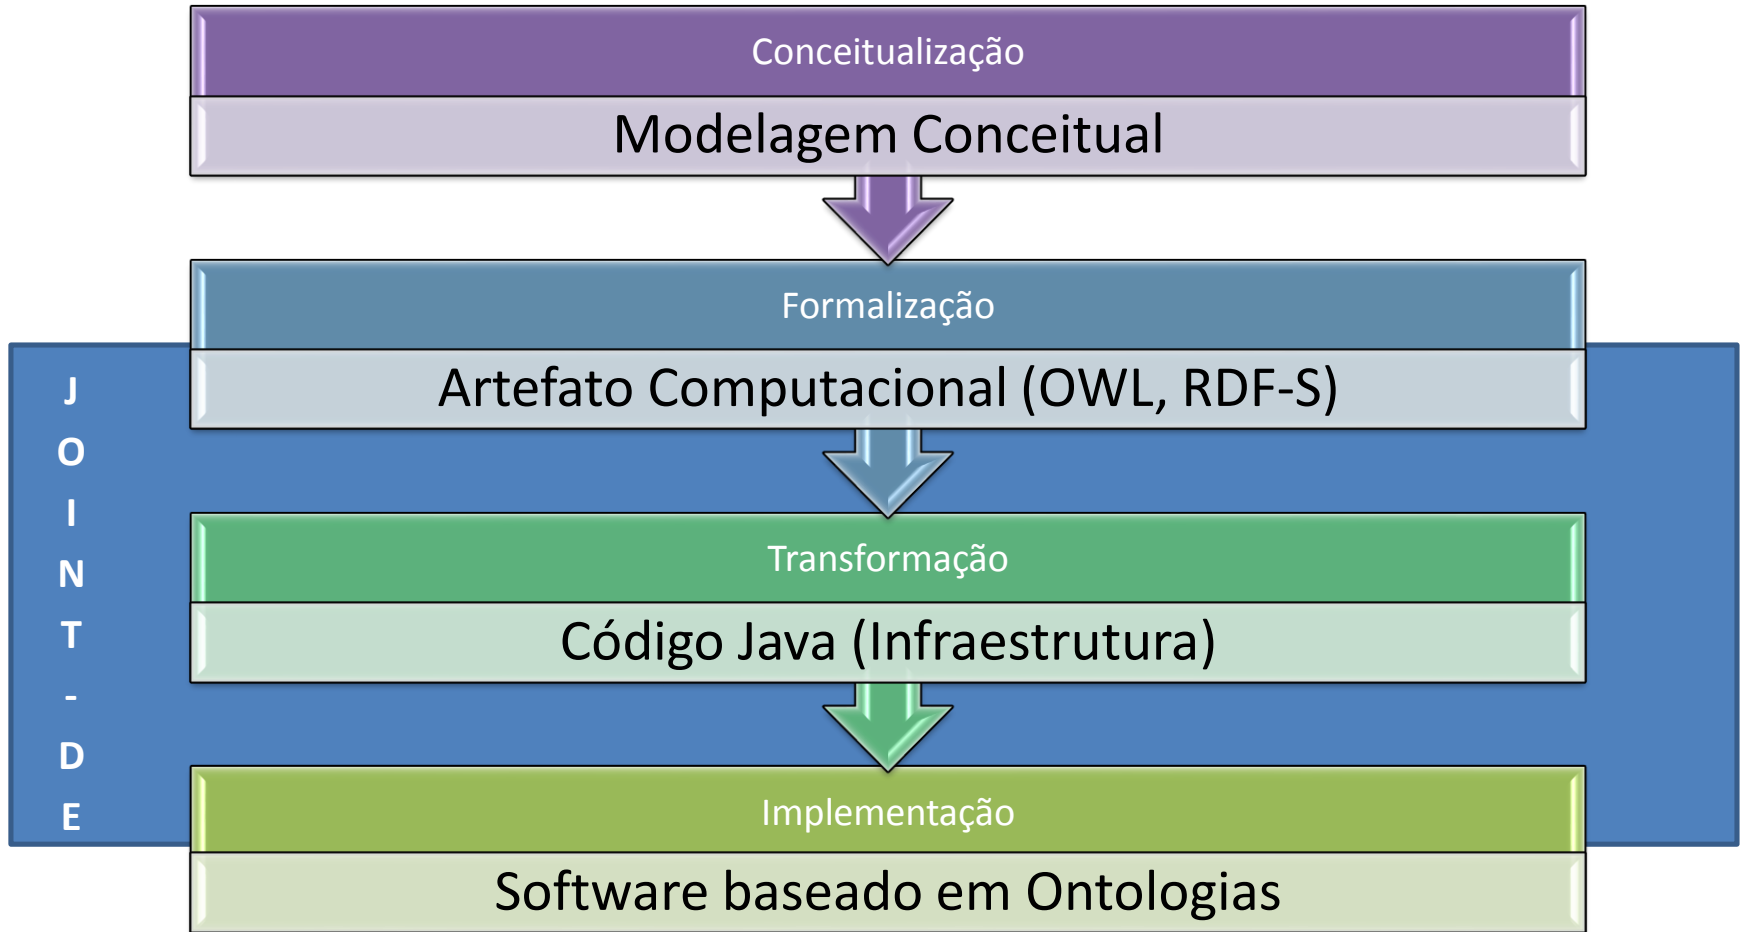 Conceitualização
Modelagem Conceitual
Formalização
Artefato Computacional (OWL, RDF-S)
Transformação
Código Java (Infraestrutura)
Implementação
Software baseado em Ontologias
J
O
I
N
T
-
D
E